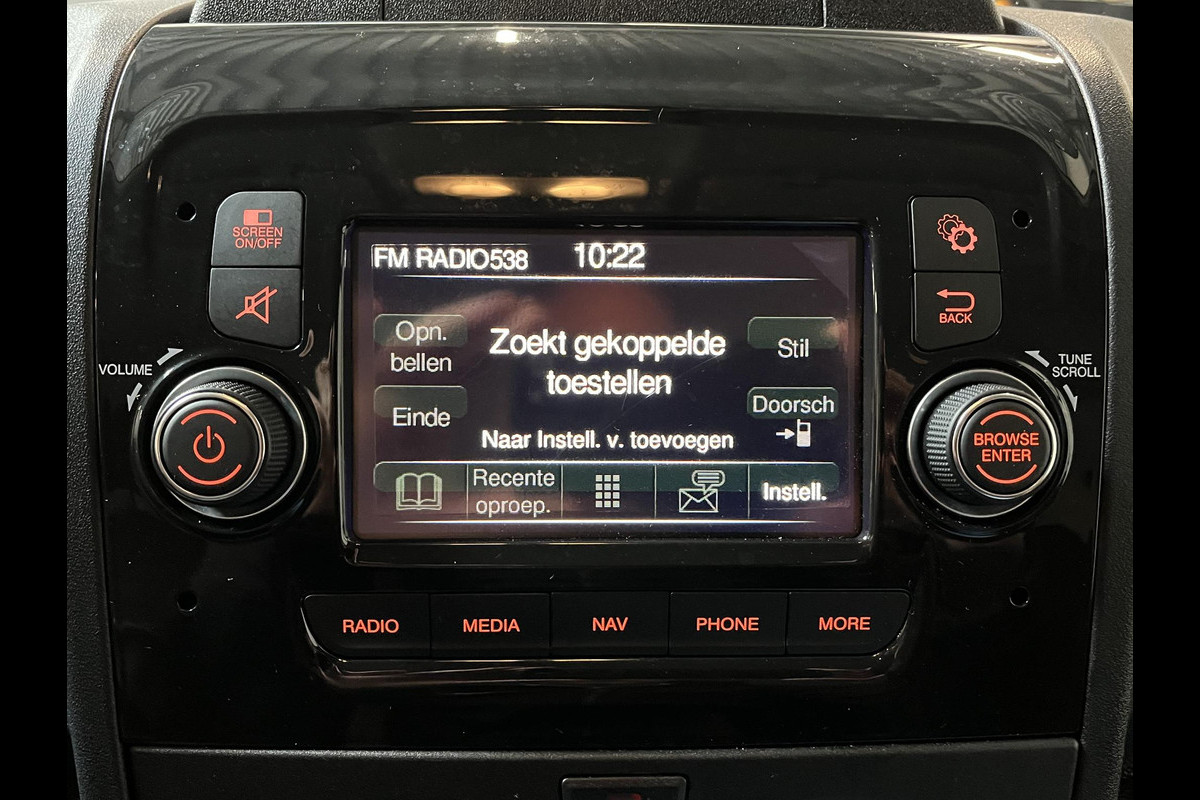 SCREEN
ON/OFF
VOLUME
FM RADIO538 10:22
Opn.
bellen
Zoekt gekoppelde
toestellen
Stil
Einde
Doorsch
Naar Instell. v. toevoegen
Recente
oproep.
Instell.
BACK
TUNE
SCROLL
BROWSE
ENTER
RADIO
MEDIA
NAV
PHONE
MORE